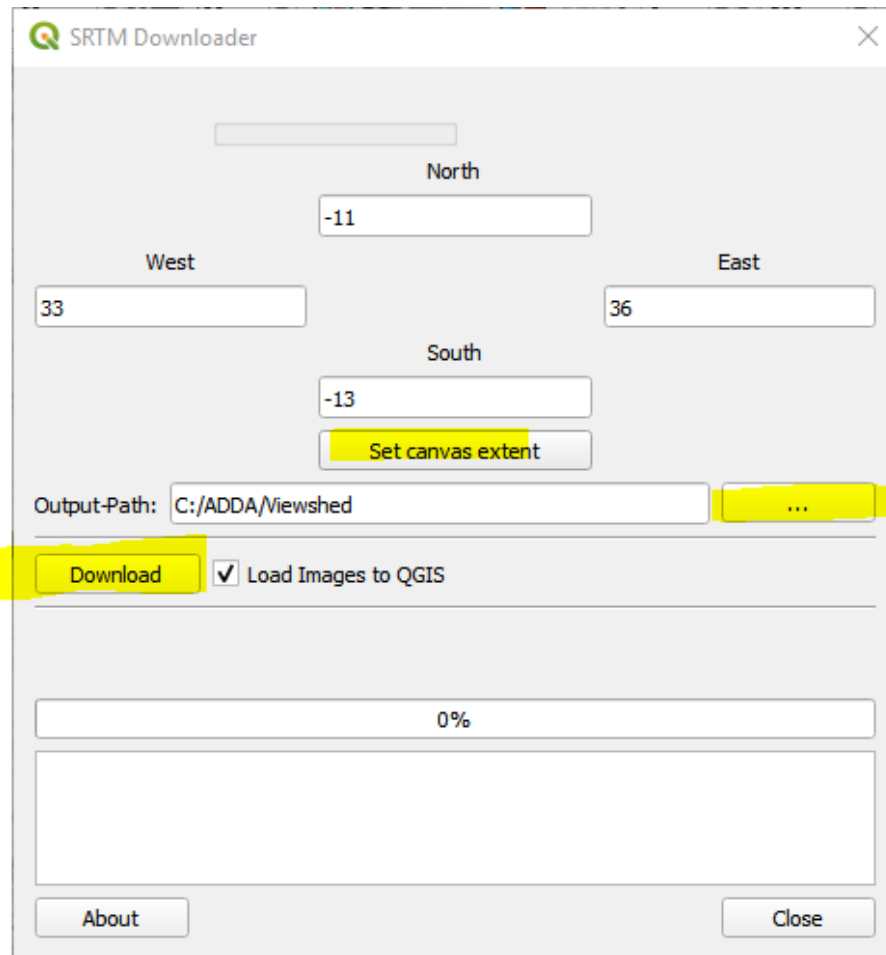 SRTM Downloader
North
-11
West East
33 36
South
-13
Set canvas extent
Output-Path: C:/ADDA/Viewshed ...
Download Load Images to QGIS
0%
About Close